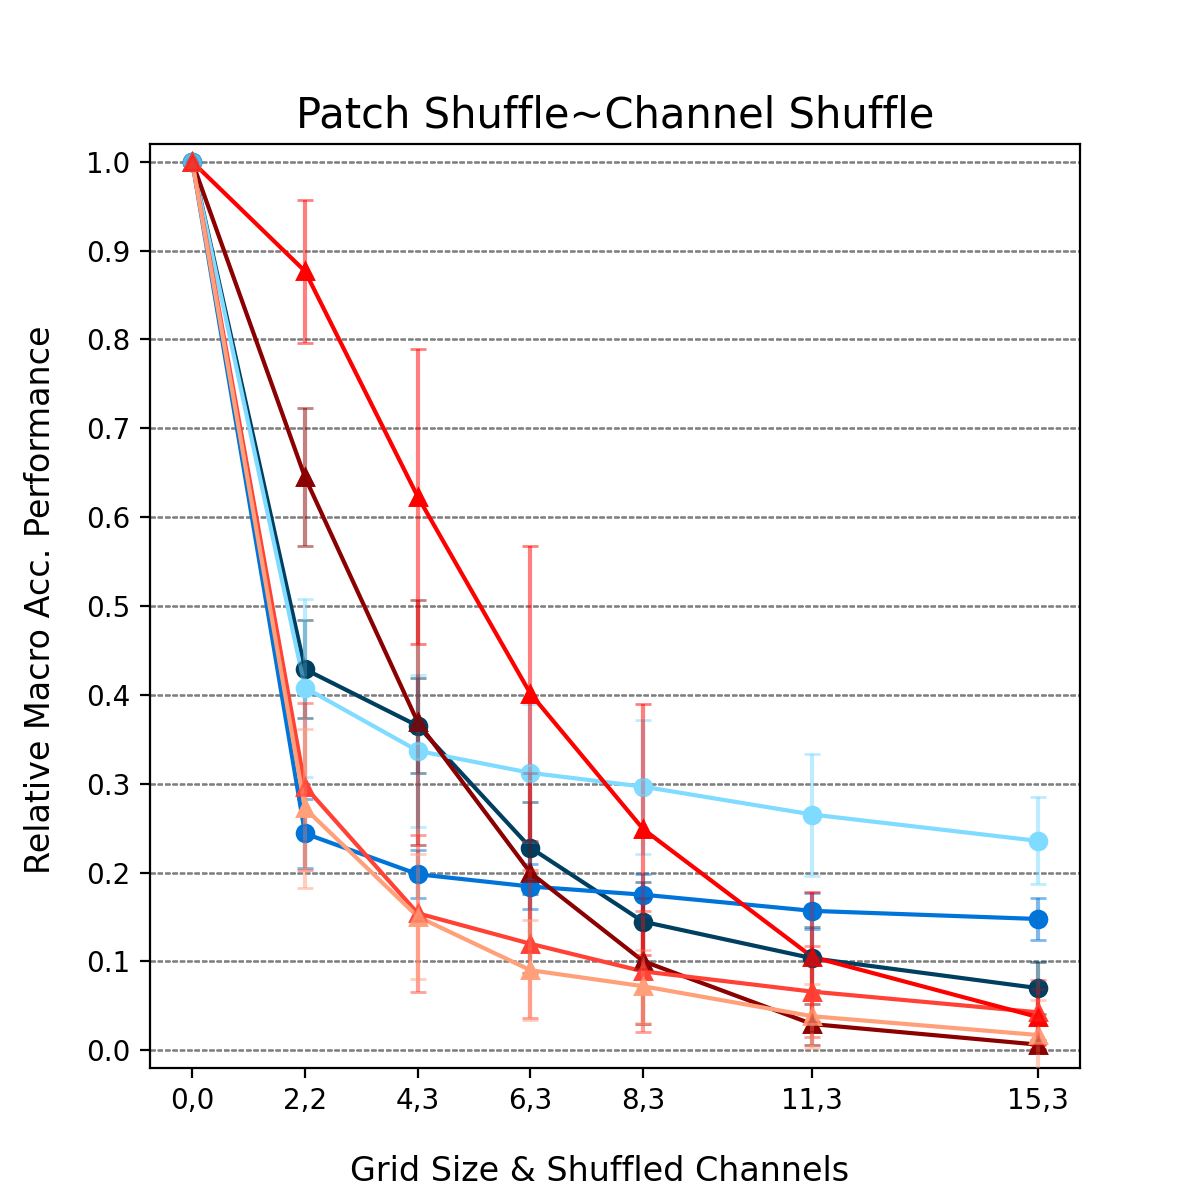 Patch Shuffle~Channel Shuffle
1.0
0.9
0.8
0.7
0.6
0.5
0.4
0.3
0.2
0.1
0.0
Relative Macro Acc. Performance
0,0 2,2 4,3 6,3 8,3 11,3 15,3
Grid Size & Shuffled Channels